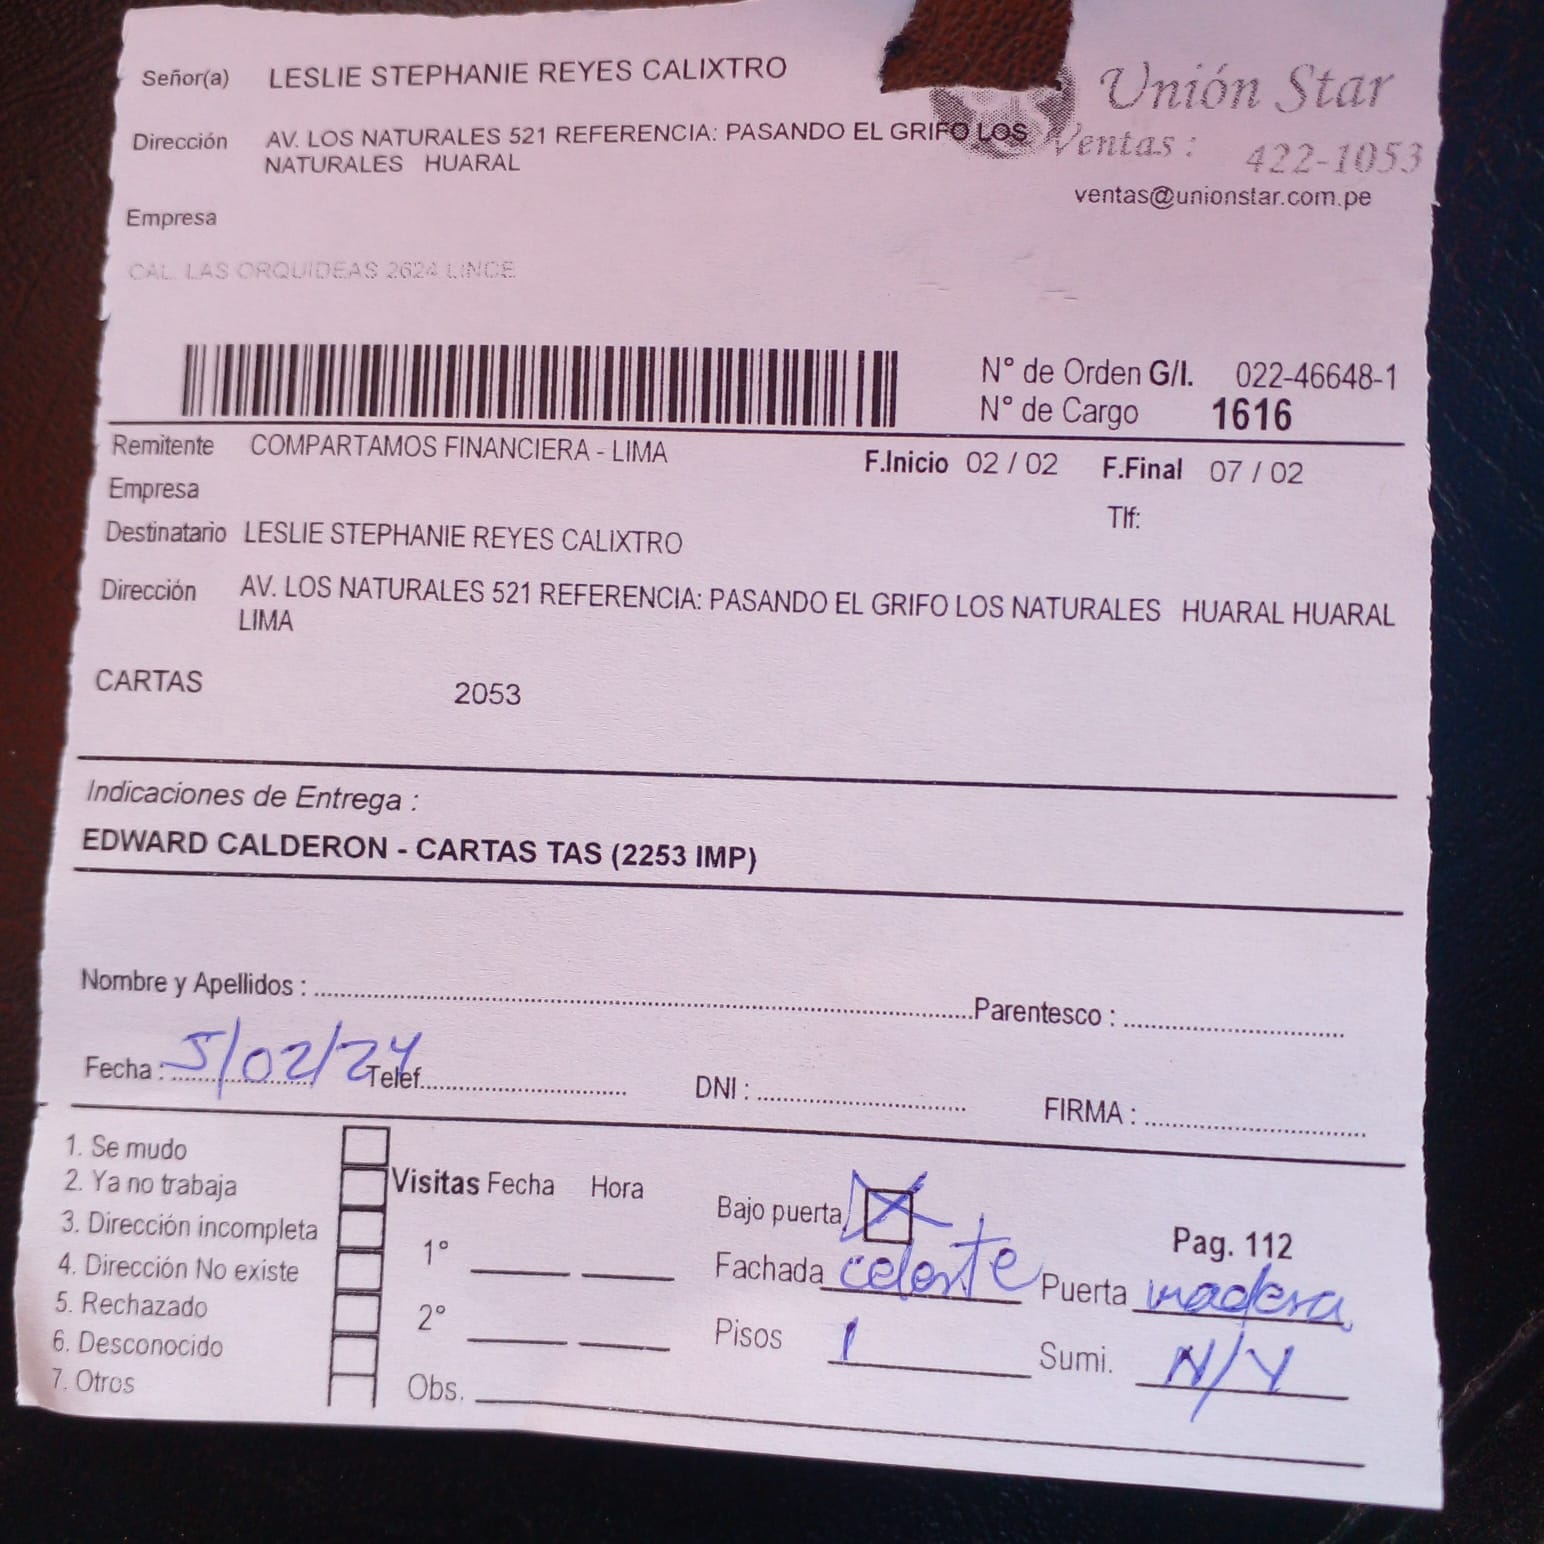 Señor(a) LESLIE STEPHANIE REYES CALIXTRO
Unión Star
Dirección AV. LOS NATURALES 521 REFERENCIA: PASANDO EL GRIFO LOS
NATURALES HUARAL
Ventas : 422-1053
ventas@unionstar.com.pe
Empresa
CAL. LAS ORQUIDEAS 2624 LINCE
N° de Orden G/I. 022-46648-1
N° de Cargo 1616
Remitente COMPARTAMOS FINANCIERA - LIMA
F.Inicio 02 / 02 F.Final 07 / 02
Empresa
Tlf:
Destinatario LESLIE STEPHANIE REYES CALIXTRO
Dirección AV. LOS NATURALES 521 REFERENCIA: PASANDO EL GRIFO LOS NATURALES HUARAL HUARAL
LIMA
CARTAS 2053
Indicaciones de Entrega :
EDWARD CALDERON - CARTAS TAS (2253 IMP)
Nombre y Apellidos : Parentesco :
Fecha : 5/02/24 Telef. DNI : FIRMA :
1. Se mudo
2. Ya no trabaja
3. Dirección incompleta
4. Dirección No existe
5. Rechazado
6. Desconocido
7. Otros
Visitas Fecha Hora
1°
2°
Obs.
Bajo puerta
Pag. 112
Fachada celeste Puerta madera
Pisos 1 Sumi. N/Y